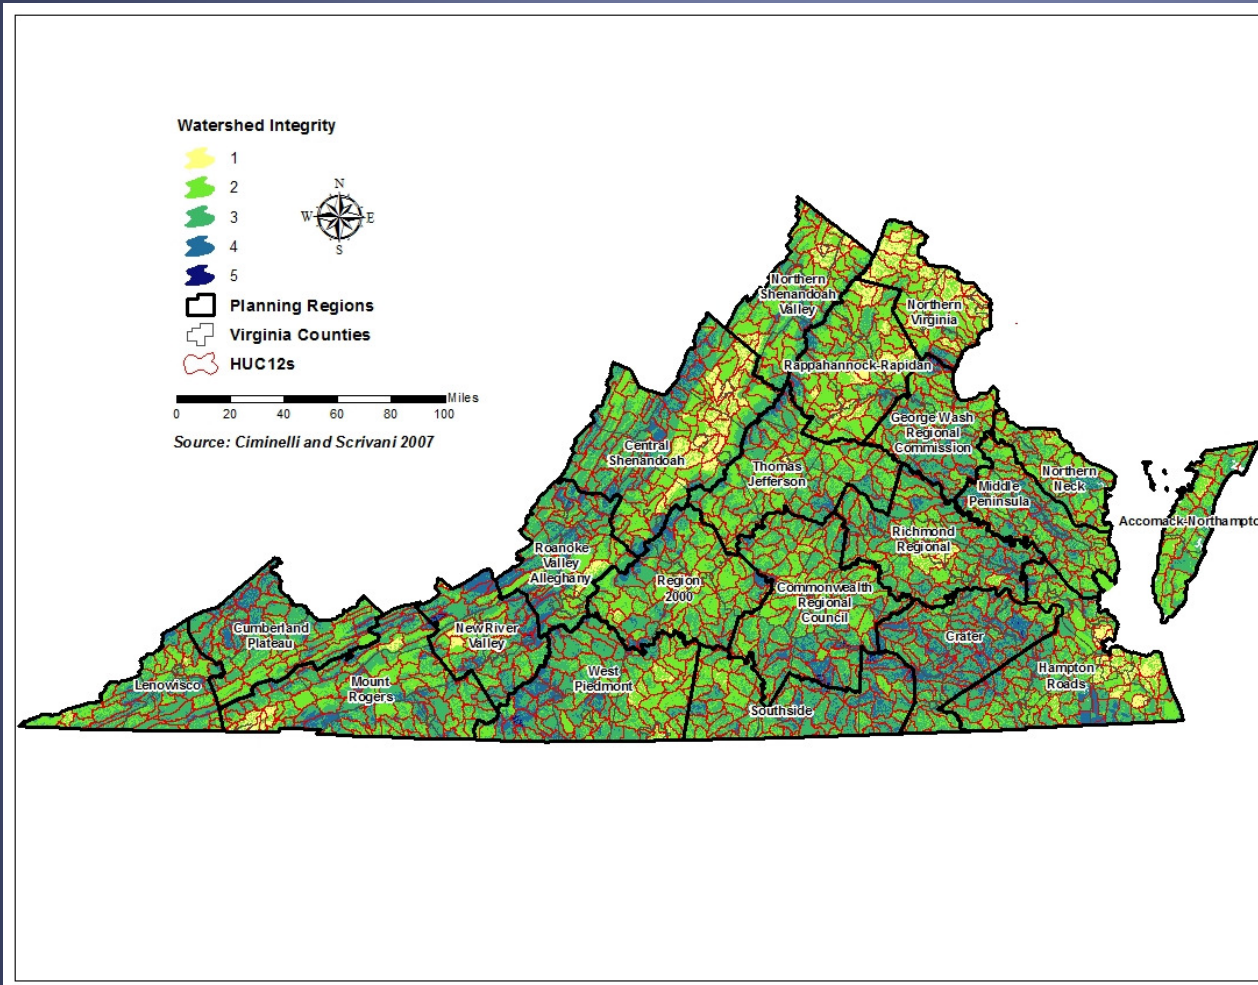 Watershed Integrity
1
2
3
4
5
Planning Regions
Virginia Counties
HUC12s
N
W
E
S
Miles
0 20 40 60 80 100
Source: Ciminelli and Scrivani 2007
Northern
Shenandoah
Valley
Northern
Virginia
Rappahannock-Rapidan
George Wash
Regional
Commission
Central
Shenandoah
Thomas
Jefferson
Northern
Neck
Middle
Peninsula
Accomack-Northampto
Richmond
Regional
Roanoke
Valley
Alleghany
Region
2000
Commonwealth
Regional
Council
Cumberland
Plateau
New River
Valley
Crater
Lenowisco
Mount
Rogers
West
Piedmont
Hampton
Roads
Southside